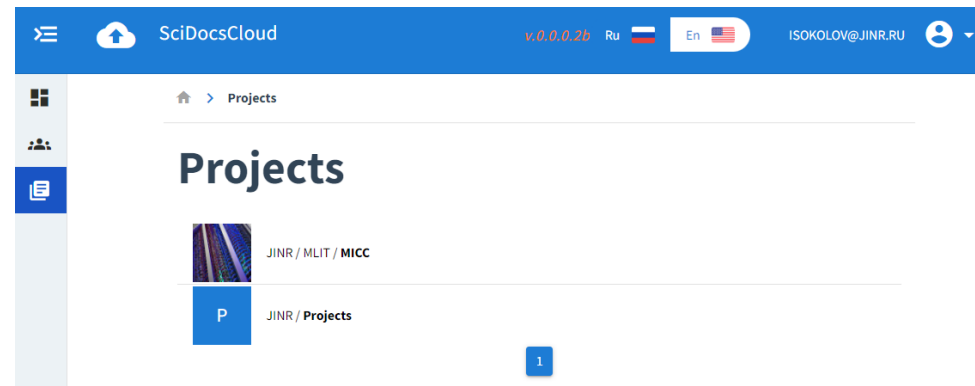 SciDocsCloud v.0.0.0.2b Ru En ISOKOLOV@JINR.RU
> Projects
Projects
JINR / MLIT / MICC
P JINR / Projects
1